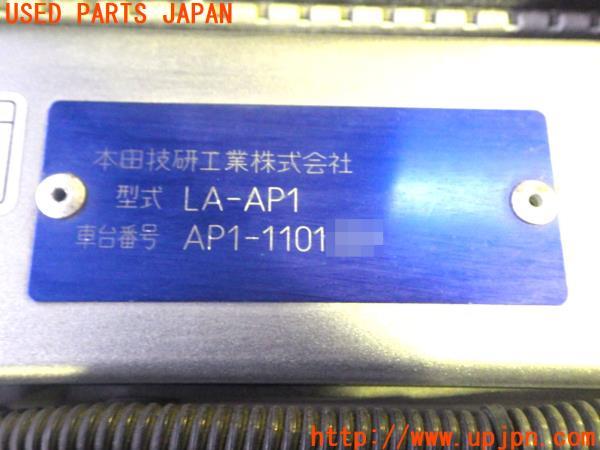 USED PARTS JAPAN
本田技研工業株式会社
型式 LA-AP1
車台番号 AP1-1101
http://www.upjpn.com